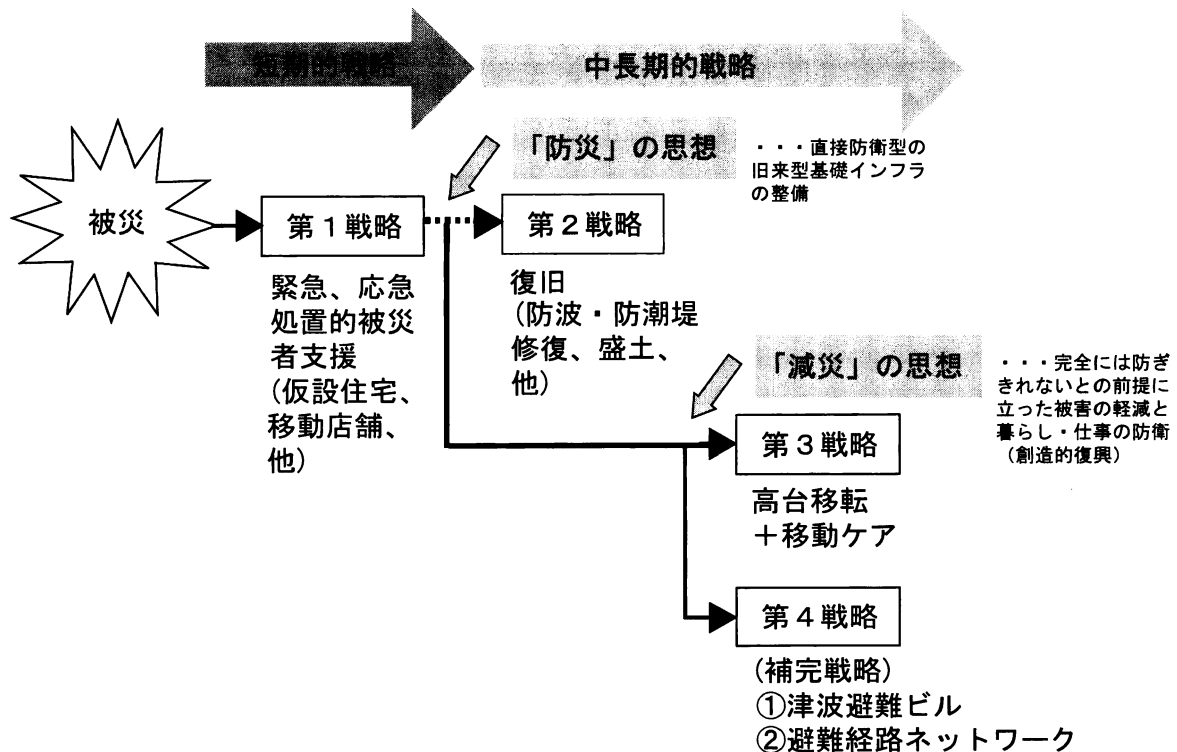 短期的戦略
中長期的戦略
「防災」の思想
・・・直接防衛型の
旧来型基礎インフラ
の整備
被災
第1戦略
第2戦略
緊急、応急
処置的被災
者支援
(仮設住宅、
移動店舗、
他)
復旧
(防波・防潮堤
修復、盛土、
他)
「減災」の思想
・・・完全には防ぎ
きれないとの前提に
立った被害の軽減と
暮らし・仕事の防衛
（創造的復興）
第3戦略
高台移転
＋移動ケア
第4戦略
(補完戦略)
①津波避難ビル
②避難経路ネットワーク